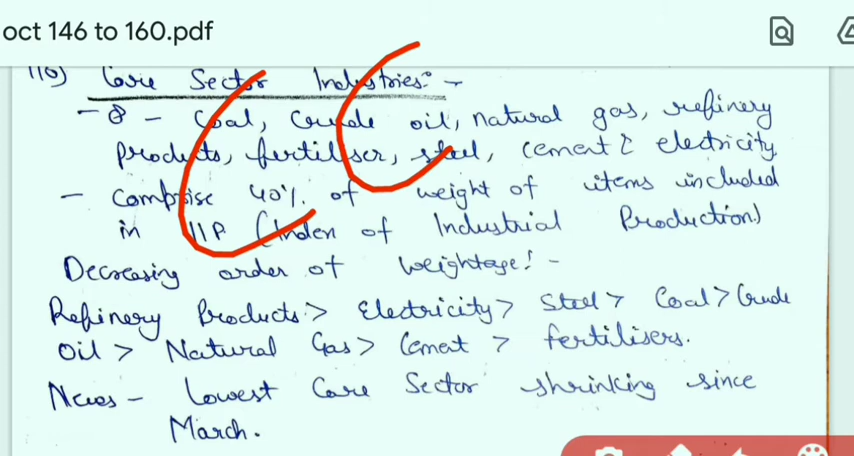 oct 146 to 160.pdf
116) Core Sector Industries:-
- 8 - Coal, Crude oil, natural gas, refinery
products, fertiliser, steel, cement & electricity
- Comprise 40% of weight of items included
in IIP (Index of Industrial Production)
Decreasing order of Weightage:-
Refinery Products > Electricity > Steel > Coal > Crude
Oil > Natural Gas > Cement > fertilisers.
News - Lowest Core Sector shrinking since
March.